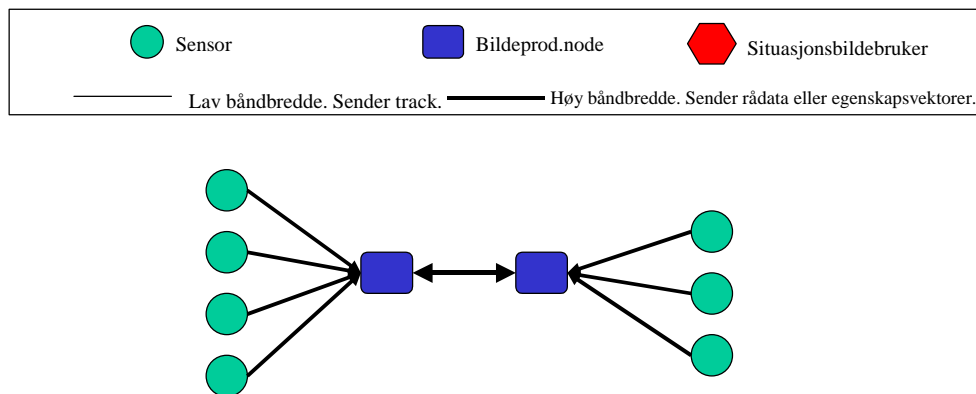 Sensor
Bildeprod.node
Situasjonsbildebruker
Lav båndbredde. Sender track.
Høy båndbredde. Sender rådata eller egenskapsvektorer.